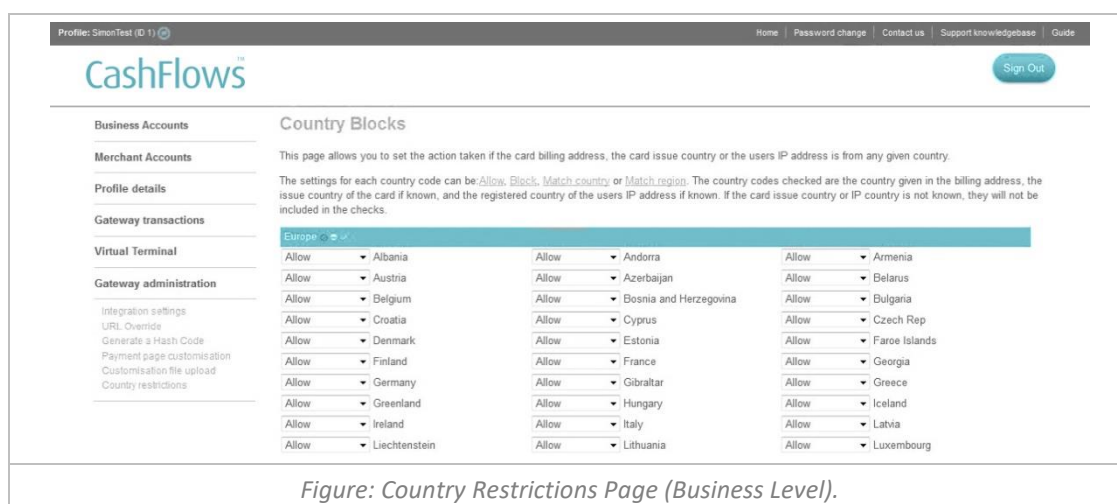 Profile: SimonTest (ID 1)
Home | Password change | Contact us | Support knowledgebase | Guide
CashFlows™
Sign Out
Business Accounts
Merchant Accounts
Profile details
Gateway transactions
Virtual Terminal
Gateway administration
Integration settings
URL Override
Generate a Hash Code
Payment page customisation
Customisation file upload
Country restrictions
Country Blocks
This page allows you to set the action taken if the card billing address, the card issue country or the users IP address is from any given country.
The settings for each country code can be:Allow, Block, Match country or Match region. The country codes checked are the country given in the billing address, the
issue country of the card if known, and the registered country of the users IP address if known. If the card issue country or IP country is not known, they will not be
included in the checks.
Europe
Allow Albania Allow Andorra Allow Armenia
Allow Austria Allow Azerbaijan Allow Belarus
Allow Belgium Allow Bosnia and Herzegovina Allow Bulgaria
Allow Croatia Allow Cyprus Allow Czech Rep
Allow Denmark Allow Estonia Allow Faroe Islands
Allow Finland Allow France Allow Georgia
Allow Germany Allow Gibraltar Allow Greece
Allow Greenland Allow Hungary Allow Iceland
Allow Ireland Allow Italy Allow Latvia
Allow Liechtenstein Allow Lithuania Allow Luxembourg
Figure: Country Restrictions Page (Business Level).